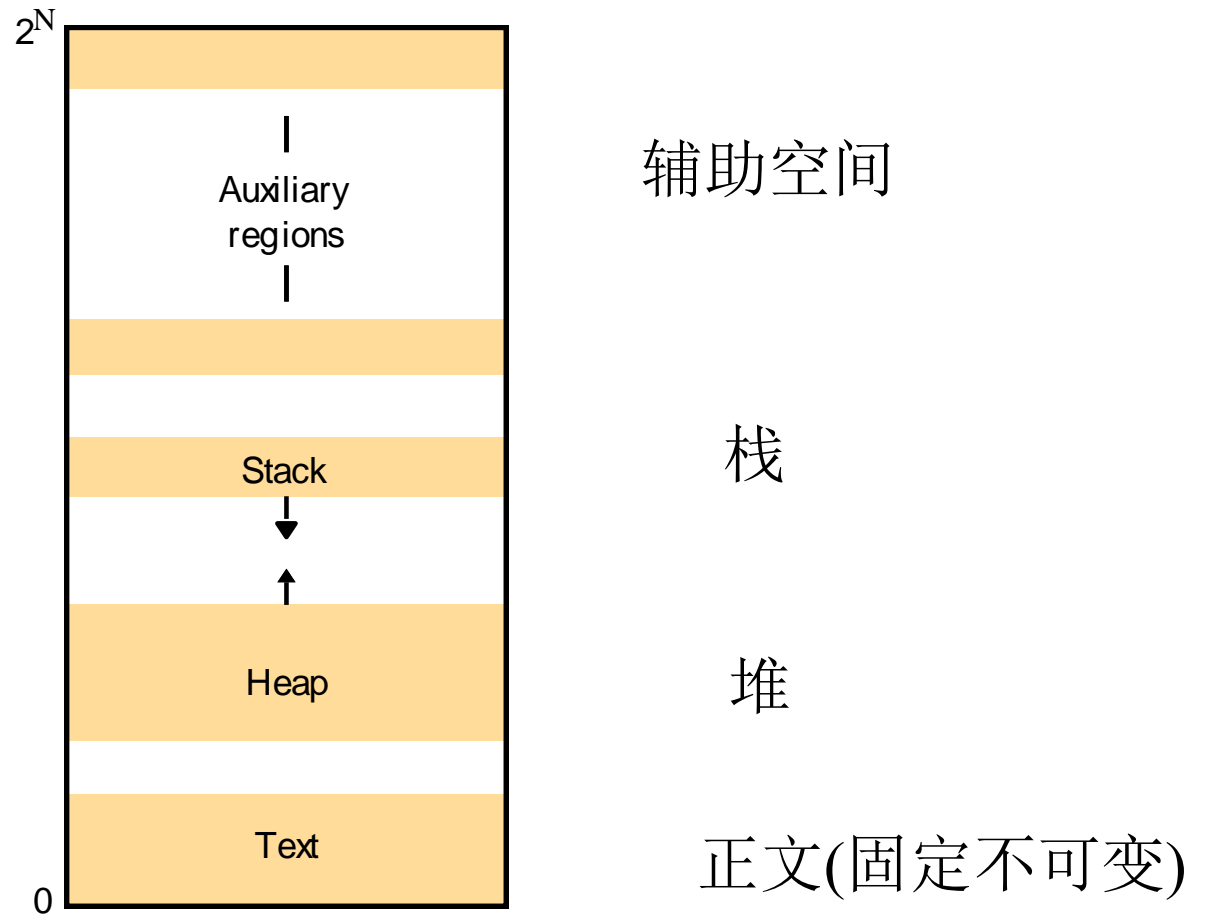 2^N
Auxiliary
regions
辅助空间
Stack
栈
Heap
堆
Text
正文(固定不可变)
0